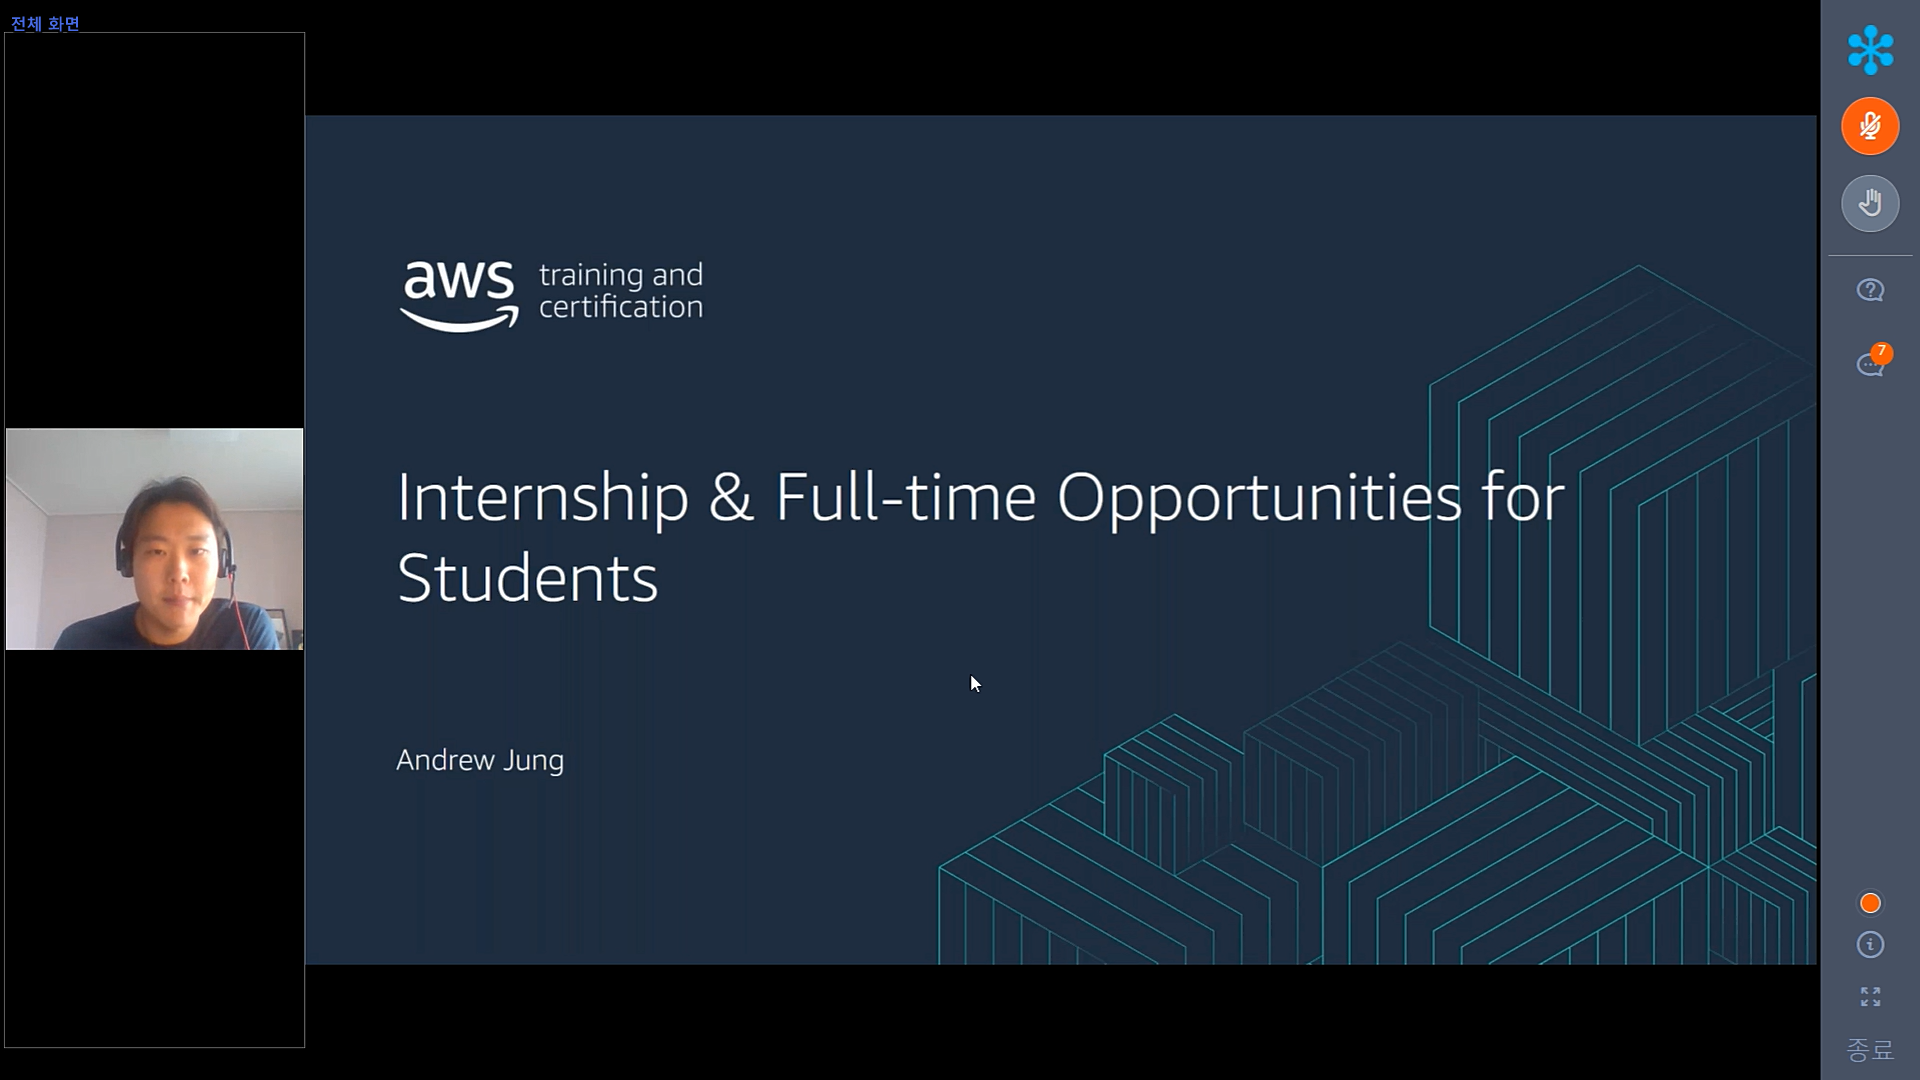 전체 화면
aws
training and
certification
Internship & Full-time Opportunities for
Students
Andrew Jung
7
종료